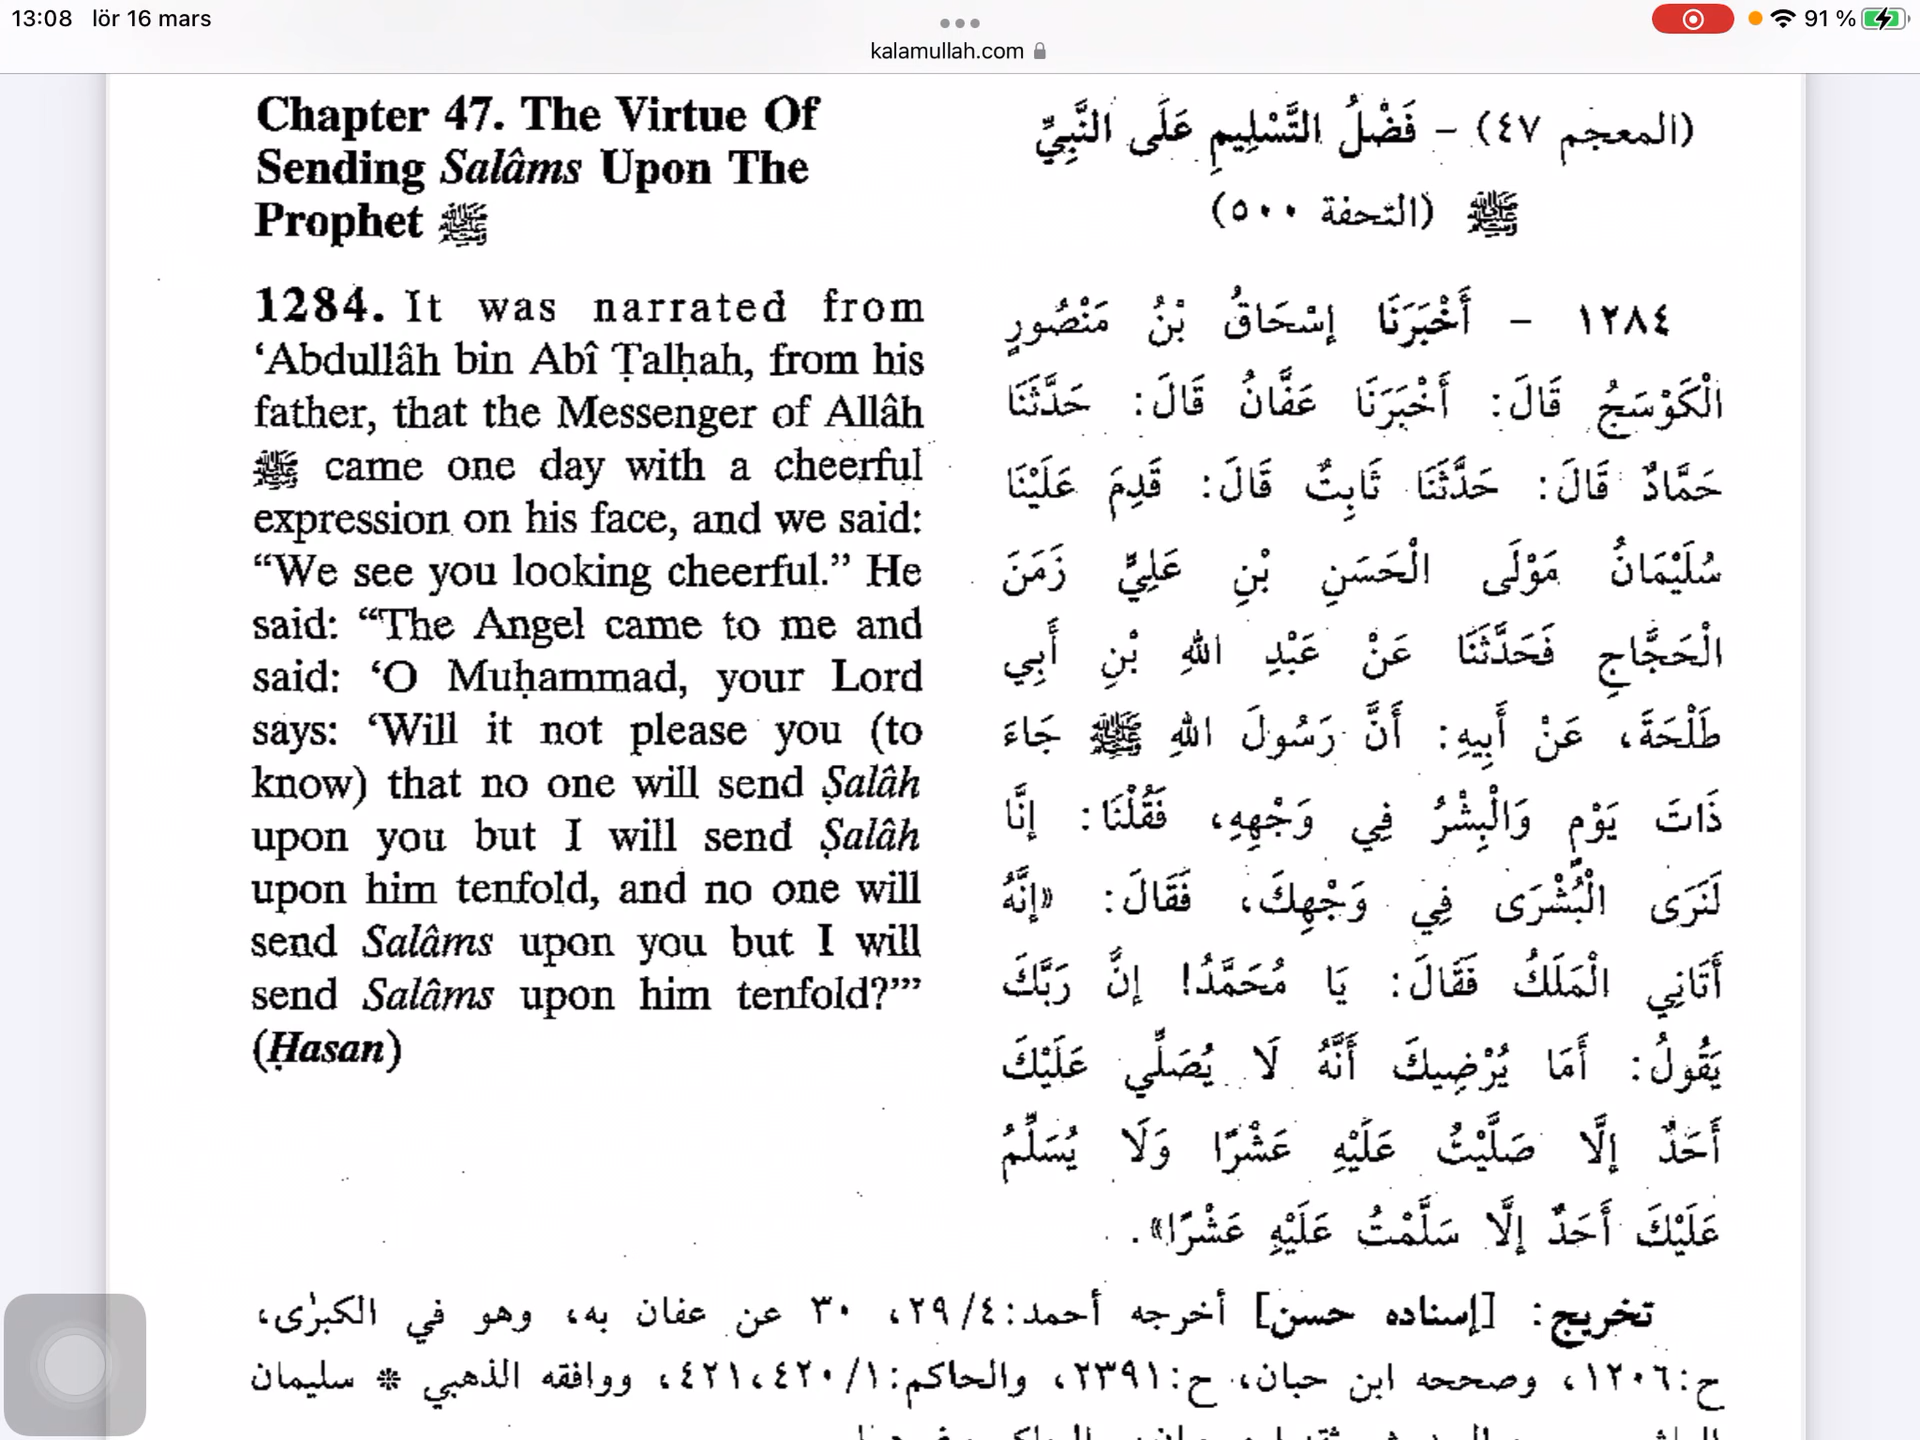 13:08 lör 16 mars
91 %
kalamullah.com
Chapter 47. The Virtue Of
Sending Salâms Upon The
Prophet ﷺ
1284. It was narrated from
‘Abdullâh bin Abî Ṭalḥah, from his
father, that the Messenger of Allâh
ﷺ came one day with a cheerful
expression on his face, and we said:
“We see you looking cheerful.” He
said: “The Angel came to me and
said: ‘O Muḥammad, your Lord
says: ‘Will it not please you (to
know) that no one will send Ṣalâh
upon you but I will send Ṣalâh
upon him tenfold, and no one will
send Salâms upon you but I will
send Salâms upon him tenfold?’”’
(Ḥasan)
(المعجم ٤٧) - فَضْلُ التَّسْلِيمِ عَلَى النَّبِيِّ
ﷺ (التحفة ٥٠٠)
١٢٨٤ - أَخْبَرَنَا إِسْحَاقُ بْنُ مَنْصُورٍ
الْكَوْسَجُ قَالَ: أَخْبَرَنَا عَفَّانُ قَالَ: حَدَّثَنَا
حَمَّادٌ قَالَ: حَدَّثَنَا ثَابِتٌ قَالَ: قَدِمَ عَلَيْنَا
سُلَيْمَانُ مَوْلَى الْحَسَنِ بْنِ عَلِيٍّ زَمَنَ
الْحَجَّاجِ فَحَدَّثَنَا عَنْ عَبْدِ اللهِ بْنِ أَبِي
طَلْحَةَ، عَنْ أَبِيهِ: أَنَّ رَسُولَ اللهِ ﷺ جَاءَ
ذَاتَ يَوْمٍ وَالْبِشْرُ فِي وَجْهِهِ، فَقُلْنَا: إِنَّا
لَنَرَى الْبُشْرَى فِي وَجْهِكَ، فَقَالَ: «إِنَّهُ
أَتَانِي الْمَلَكُ فَقَالَ: يَا مُحَمَّدُ! إِنَّ رَبَّكَ
يَقُولُ: أَمَا يُرْضِيكَ أَنَّهُ لَا يُصَلِّي عَلَيْكَ
أَحَدٌ إِلَّا صَلَّيْتُ عَلَيْهِ عَشْرًا وَلَا يُسَلِّمُ
عَلَيْكَ أَحَدٌ إِلَّا سَلَّمْتُ عَلَيْهِ عَشْرًا».
تخريج: [إسناده حسن] أخرجه أحمد:٤/ ٢٩، ٣٠ عن عفان به، وهو في الكبرٰى،
ح:١٢٠٦، وصححه ابن حبان، ح:٢٣٩١، والحاكم:١/ ٤٢٠،٤٢١، ووافقه الذهبي * سليمان